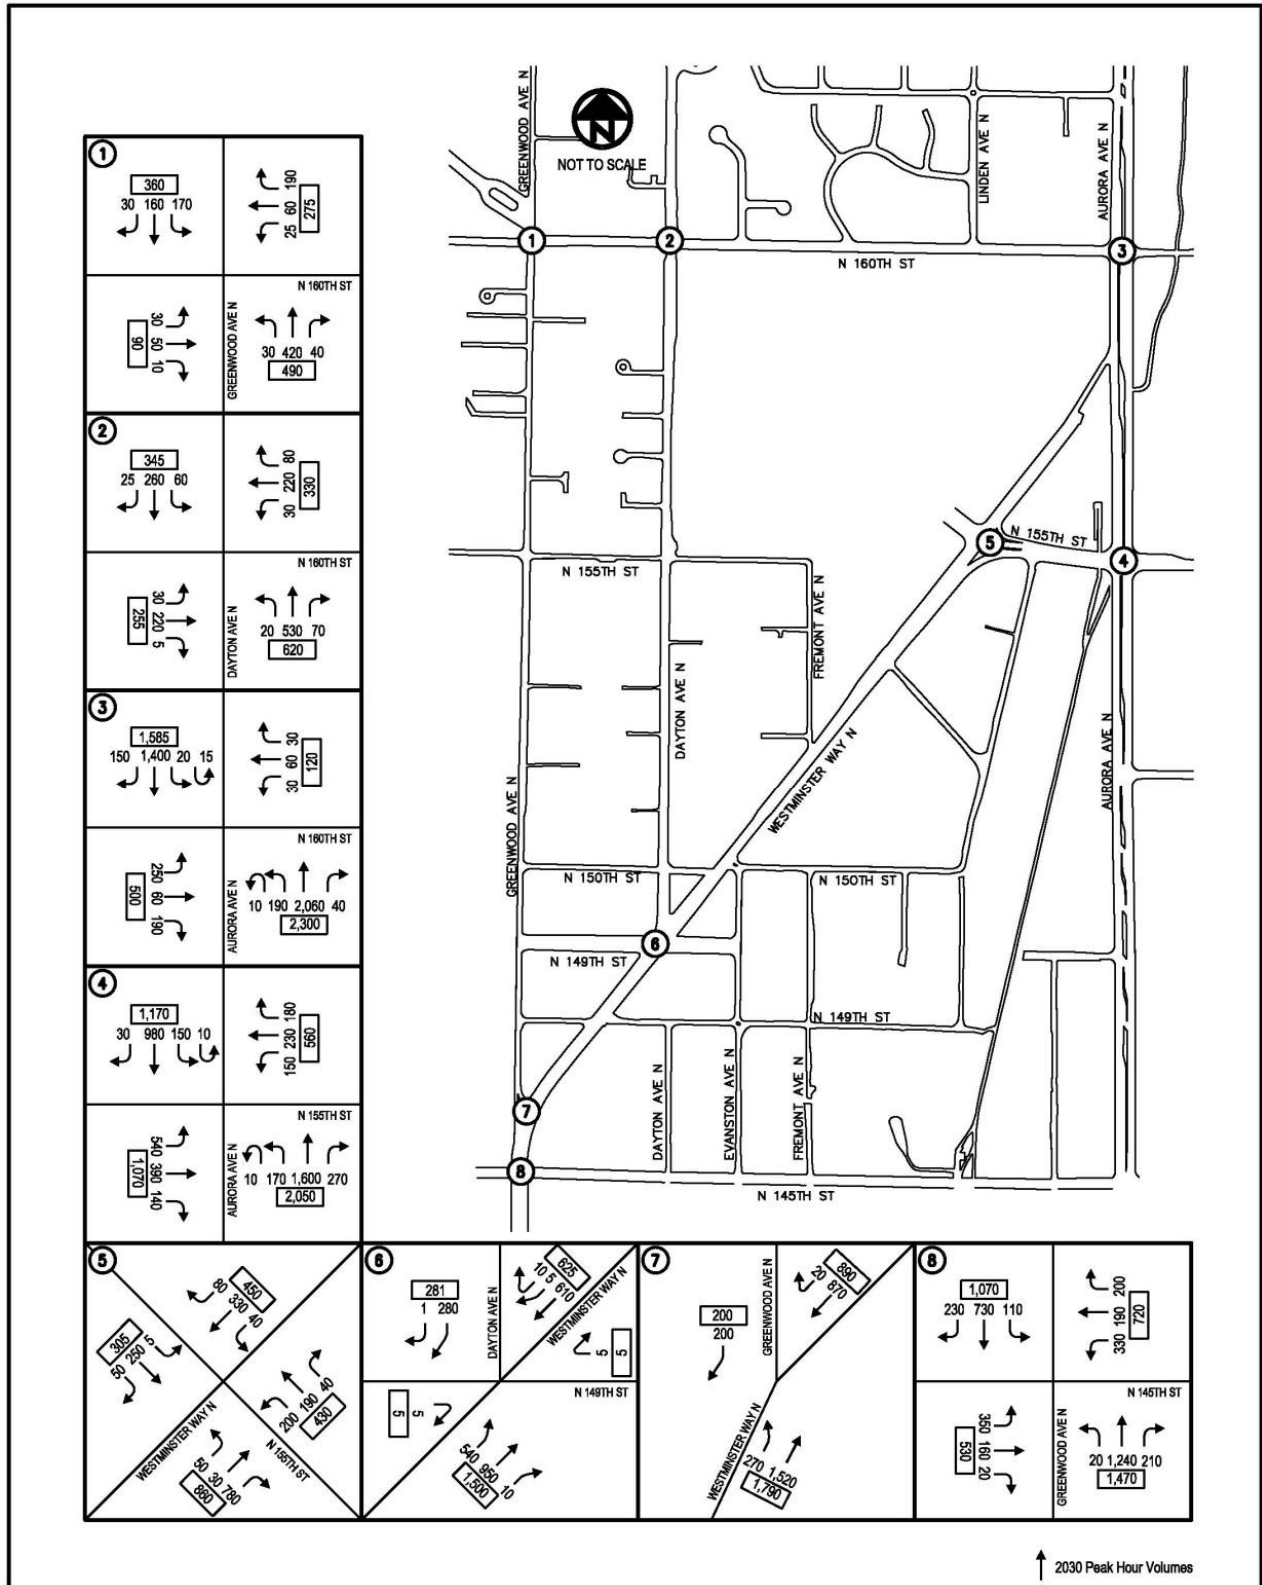 GREENWOOD AVE N
NOT TO SCALE
LINDEN AVE N
AURORA AVE N
1
2
3
N 160TH ST
N 155TH ST
5
4
N 155TH ST
FREMONT AVE N
DAYTON AVE N
WESTMINSTER WAY N
AURORA AVE N
GREENWOOD AVE N
N 150TH ST
N 150TH ST
6
N 149TH ST
N 149TH ST
7
DAYTON AVE N
EVANSTON AVE N
FREMONT AVE N
8
N 145TH ST
1
360
30 160 170
190
60
25
275
N 160TH ST
30
50
10
90
GREENWOOD AVE N
30 420 40
490
2
345
25 260 60
80
220
30
330
N 160TH ST
30
220
5
255
DAYTON AVE N
20 530 70
620
3
1,585
150 1,400 20 15
30
60
30
120
N 160TH ST
250
60
190
500
AURORA AVE N
10 190 2,060 40
2,300
4
1,170
30 980 150 10
180
230
150
560
N 155TH ST
540
390
140
1,070
AURORA AVE N
10 170 1,600 270
2,050
5
450
80 330 40
305
50 250 5
200 190 40
430
WESTMINSTER WAY N
N 155TH ST
50 30 780
860
6
281
1 280
DAYTON AVE N
625
10 5 610
WESTMINSTER WAY N
5
5
N 149TH ST
5
5
540 950 10
1,500
7
200
200
GREENWOOD AVE N
890
20 870
WESTMINSTER WAY N
270 1,520
1,790
8
1,070
230 730 110
200
190
330
720
N 145TH ST
350
160
20
530
GREENWOOD AVE N
20 1,240 210
1,470
2030 Peak Hour Volumes